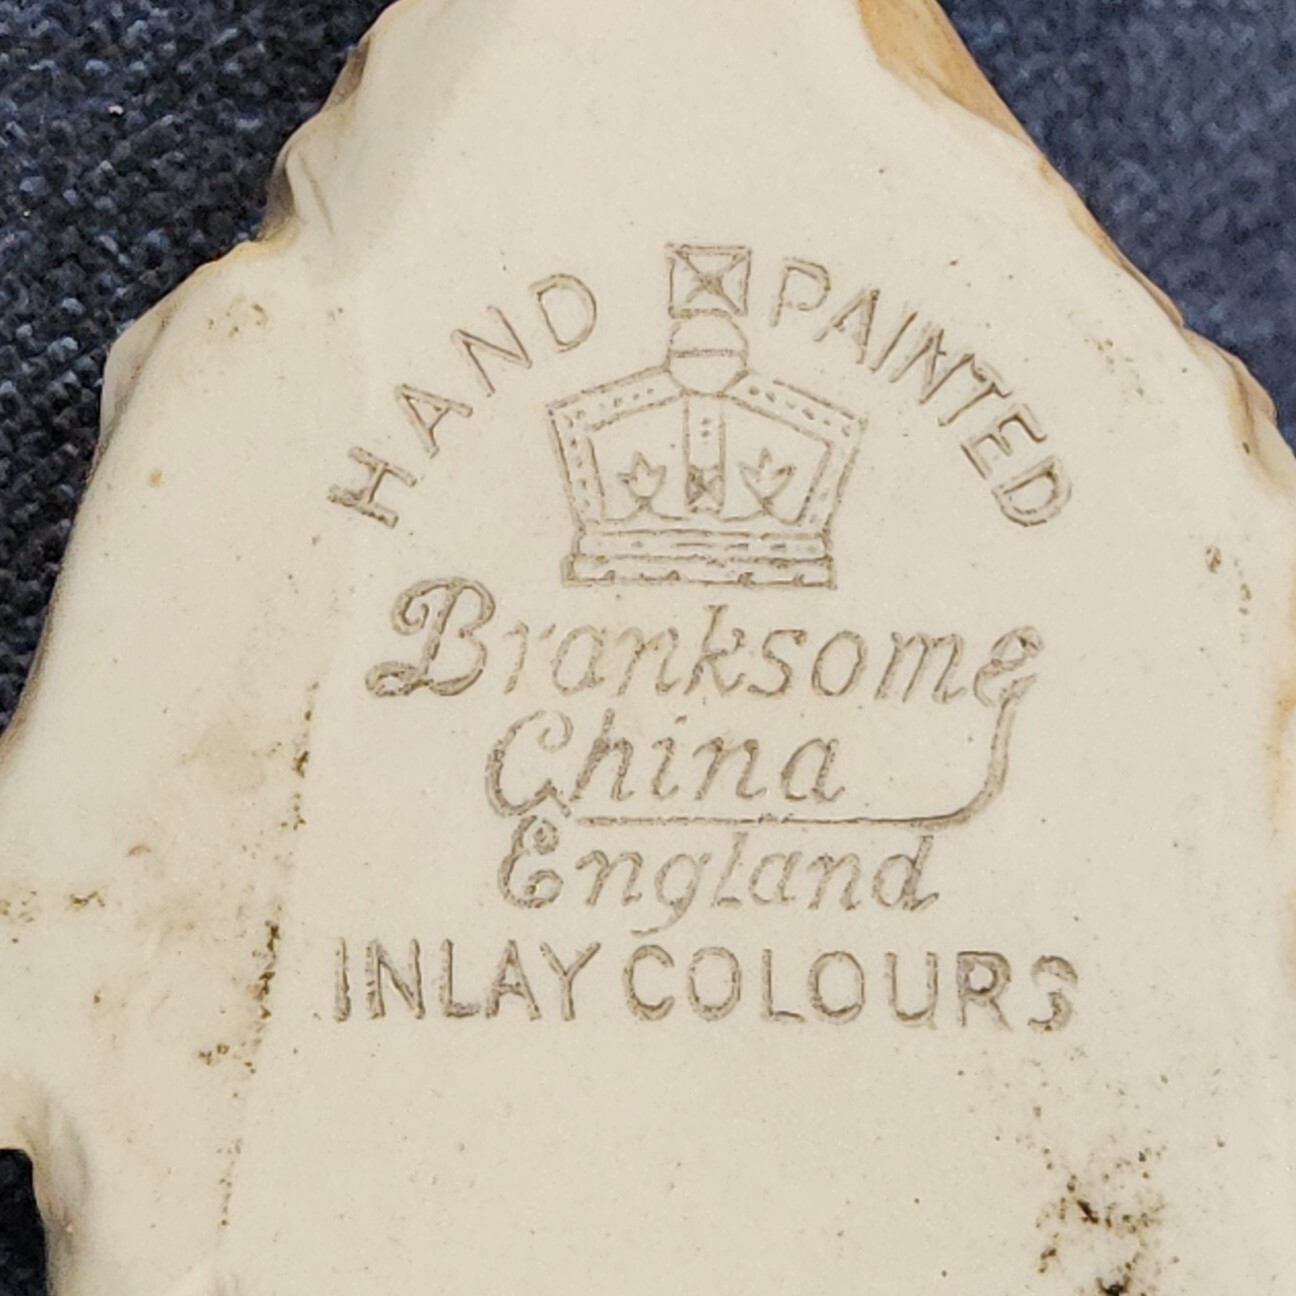 HAND PAINTED
Branksome
China
England
INLAY COLOURS